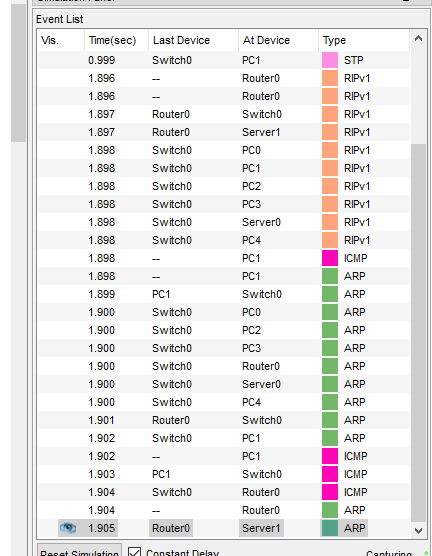 Simulation Panel
Event List
Vis. Time(sec) Last Device At Device Type
0.999 Switch0 PC1 STP
1.896 -- Router0 RIPv1
1.896 -- Router0 RIPv1
1.897 Router0 Switch0 RIPv1
1.897 Router0 Server1 RIPv1
1.898 Switch0 PC0 RIPv1
1.898 Switch0 PC1 RIPv1
1.898 Switch0 PC2 RIPv1
1.898 Switch0 PC3 RIPv1
1.898 Switch0 Server0 RIPv1
1.898 Switch0 PC4 RIPv1
1.898 -- PC1 ICMP
1.898 -- PC1 ARP
1.899 PC1 Switch0 ARP
1.900 Switch0 PC0 ARP
1.900 Switch0 PC2 ARP
1.900 Switch0 PC3 ARP
1.900 Switch0 Router0 ARP
1.900 Switch0 Server0 ARP
1.900 Switch0 PC4 ARP
1.901 Router0 Switch0 ARP
1.902 Switch0 PC1 ARP
1.902 -- PC1 ICMP
1.903 PC1 Switch0 ICMP
1.904 Switch0 Router0 ICMP
1.904 -- Router0 ARP
1.905 Router0 Server1 ARP
Reset Simulation Constant Delay Capturing